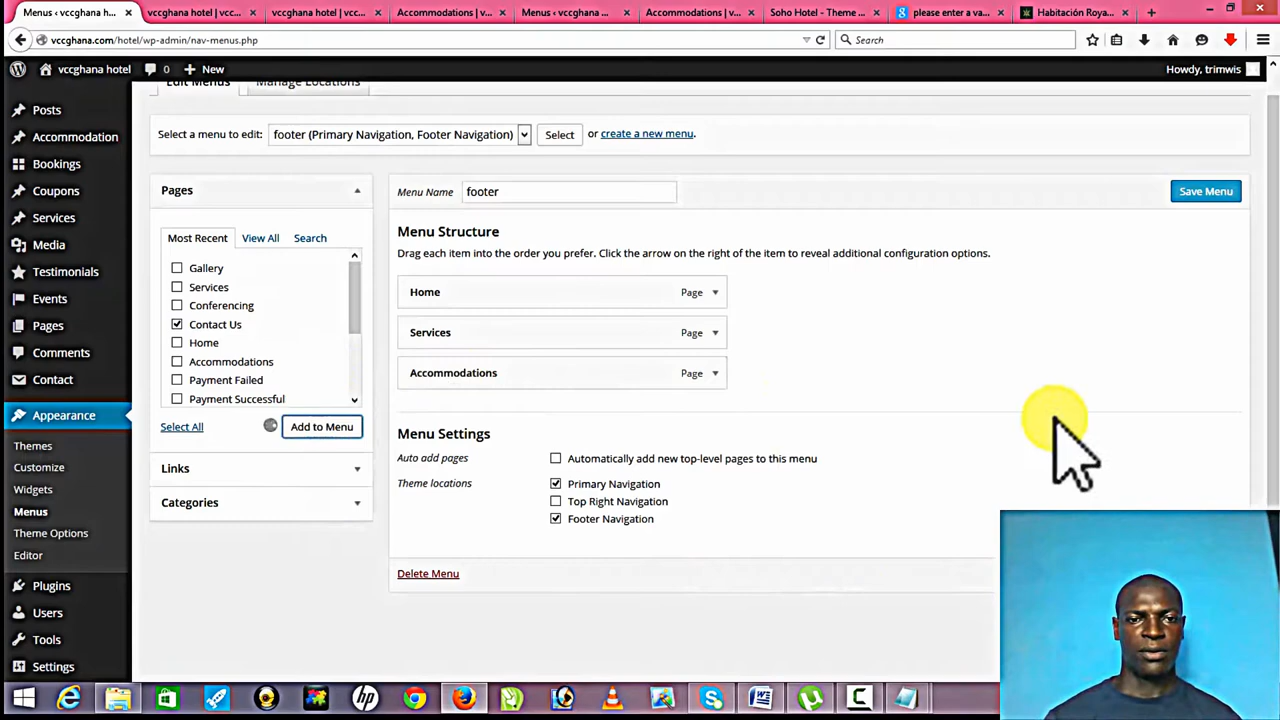 Menus ‹ vccghana h...
vccghana hotel | vcc...
vccghana hotel | vcc...
Accommodations | v...
Menus ‹ vccghana ...
Accommodations | v...
Soho Hotel - Theme ...
please enter a va...
Habitación Roya...
vccghana.com/hotel/wp-admin/nav-menus.php
Search
vccghana hotel
0
New
Howdy, trimwis
Posts
Accommodation
Bookings
Coupons
Services
Media
Testimonials
Events
Pages
Comments
Contact
Appearance
Themes
Customize
Widgets
Menus
Theme Options
Editor
Plugins
Users
Tools
Settings
Edit Menus
Manage Locations
Select a menu to edit: footer (Primary Navigation, Footer Navigation) Select or create a new menu.
Pages
Most Recent View All Search
Gallery
Services
Conferencing
Contact Us
Home
Accommodations
Payment Failed
Payment Successful
Select All Add to Menu
Links
Categories
Menu Name footer Save Menu
Menu Structure
Drag each item into the order you prefer. Click the arrow on the right of the item to reveal additional configuration options.
Home Page
Services Page
Accommodations Page
Menu Settings
Auto add pages Automatically add new top-level pages to this menu
Theme locations Primary Navigation
Top Right Navigation
Footer Navigation
Delete Menu